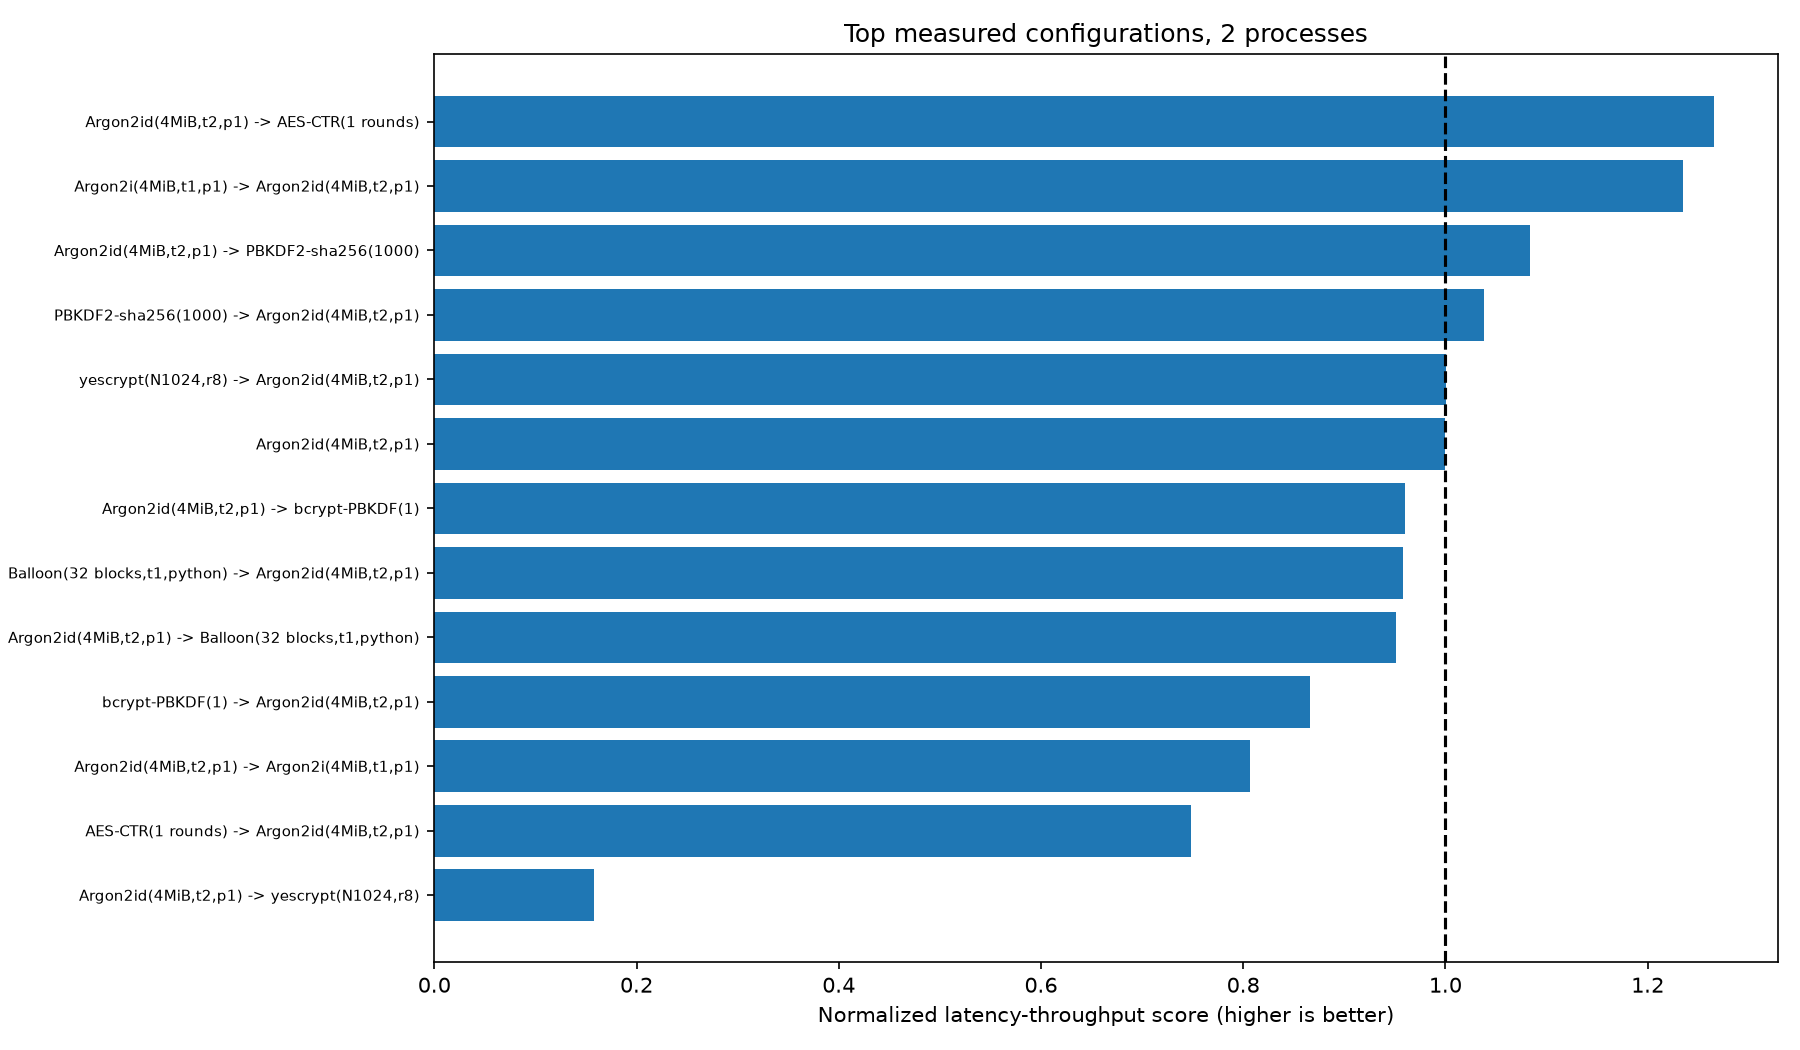 Top measured configurations, 2 processes
Argon2id(4MiB,t2,p1) -> AES-CTR(1 rounds)
Argon2i(4MiB,t1,p1) -> Argon2id(4MiB,t2,p1)
Argon2id(4MiB,t2,p1) -> PBKDF2-sha256(1000)
PBKDF2-sha256(1000) -> Argon2id(4MiB,t2,p1)
yescrypt(N1024,r8) -> Argon2id(4MiB,t2,p1)
Argon2id(4MiB,t2,p1)
Argon2id(4MiB,t2,p1) -> bcrypt-PBKDF(1)
Balloon(32 blocks,t1,python) -> Argon2id(4MiB,t2,p1)
Argon2id(4MiB,t2,p1) -> Balloon(32 blocks,t1,python)
bcrypt-PBKDF(1) -> Argon2id(4MiB,t2,p1)
Argon2id(4MiB,t2,p1) -> Argon2i(4MiB,t1,p1)
AES-CTR(1 rounds) -> Argon2id(4MiB,t2,p1)
Argon2id(4MiB,t2,p1) -> yescrypt(N1024,r8)
0.0 0.2 0.4 0.6 0.8 1.0 1.2
Normalized latency-throughput score (higher is better)